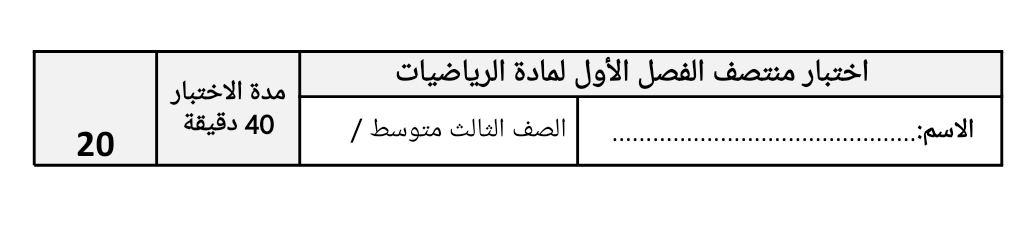 اختبار منتصف الفصل الأول لمادة الرياضيات
الاسم:.............................................
الصف الثالث متوسط /
مدة الاختبار
40 دقيقة
20